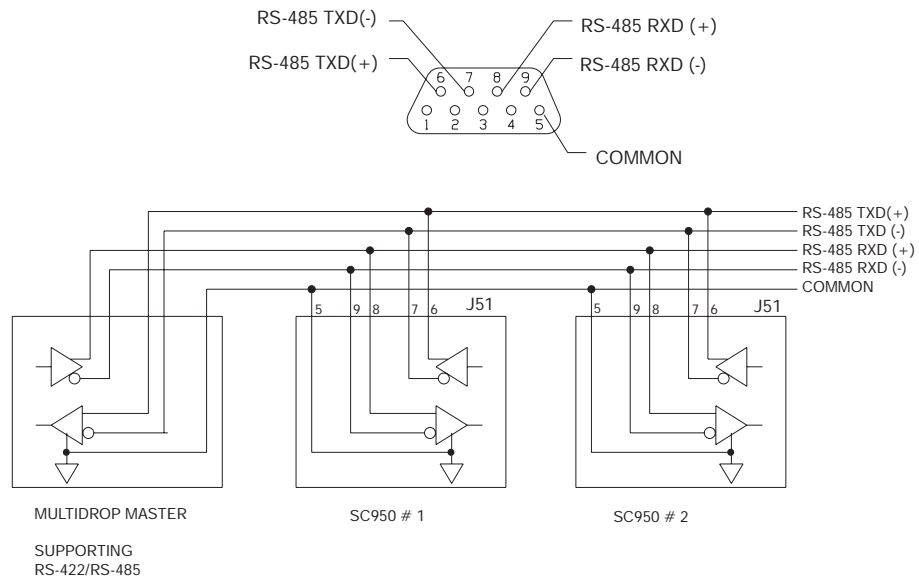 RS-485 TXD(-)
RS-485 RXD (+)
RS-485 TXD(+)
RS-485 RXD (-)
6 7 8 9
1 2 3 4 5
COMMON
RS-485 TXD(+)
RS-485 TXD (-)
RS-485 RXD (+)
RS-485 RXD (-)
COMMON
5 9 8 7 6 J51
5 9 8 7 6 J51
MULTIDROP MASTER
SUPPORTING
RS-422/RS-485
SC950 # 1
SC950 # 2